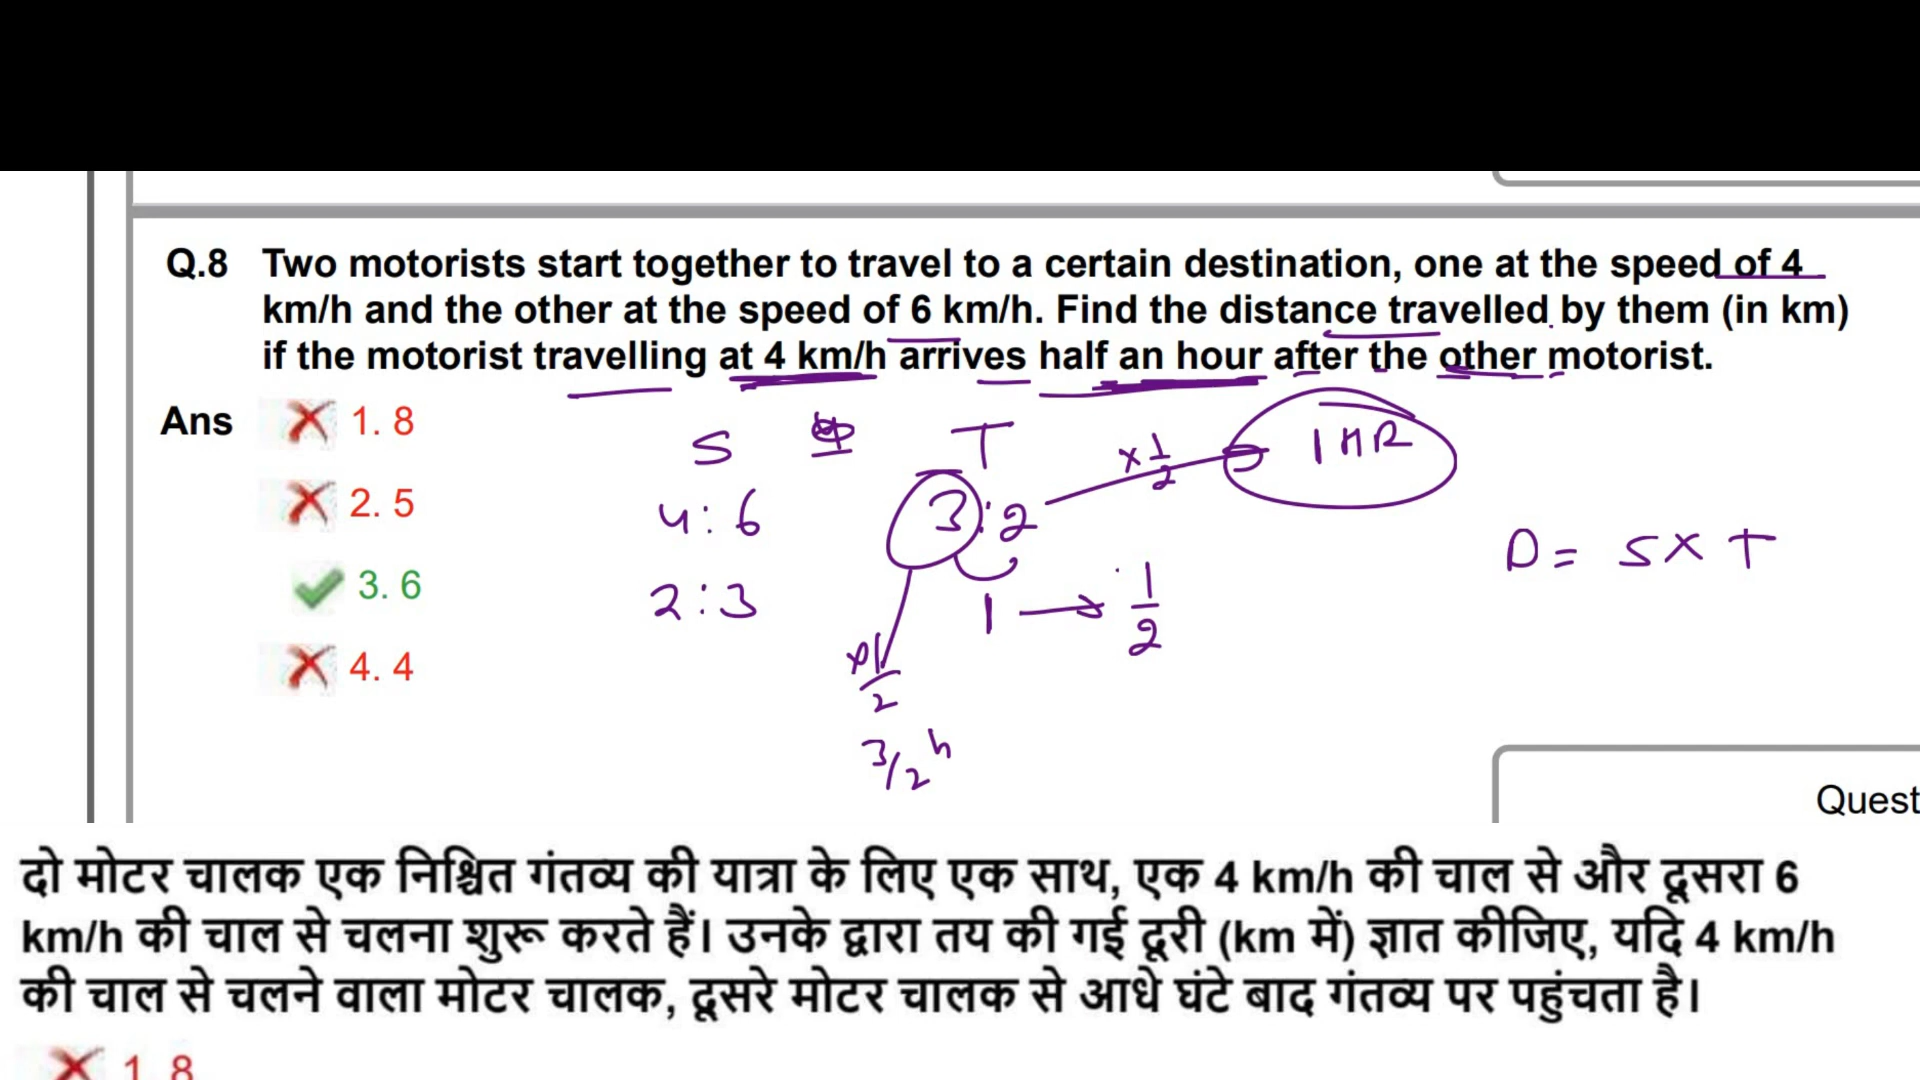 Q.8 Two motorists start together to travel to a certain destination, one at the speed of 4
km/h and the other at the speed of 6 km/h. Find the distance travelled by them (in km)
if the motorist travelling at 4 km/h arrives half an hour after the other motorist.
Ans 1. 8
2. 5
3. 6
4. 4
S T
4:6 3:2 ×1/2 1 HR
D = S × T
2:3 1 → 1/2
×1/2
3/2 h
Quest
दो मोटर चालक एक निश्चित गंतव्य की यात्रा के लिए एक साथ, एक 4 km/h की चाल से और दूसरा 6
km/h की चाल से चलना शुरू करते हैं। उनके द्वारा तय की गई दूरी (km में) ज्ञात कीजिए, यदि 4 km/h
की चाल से चलने वाला मोटर चालक, दूसरे मोटर चालक से आधे घंटे बाद गंतव्य पर पहुंचता है।
1. 8